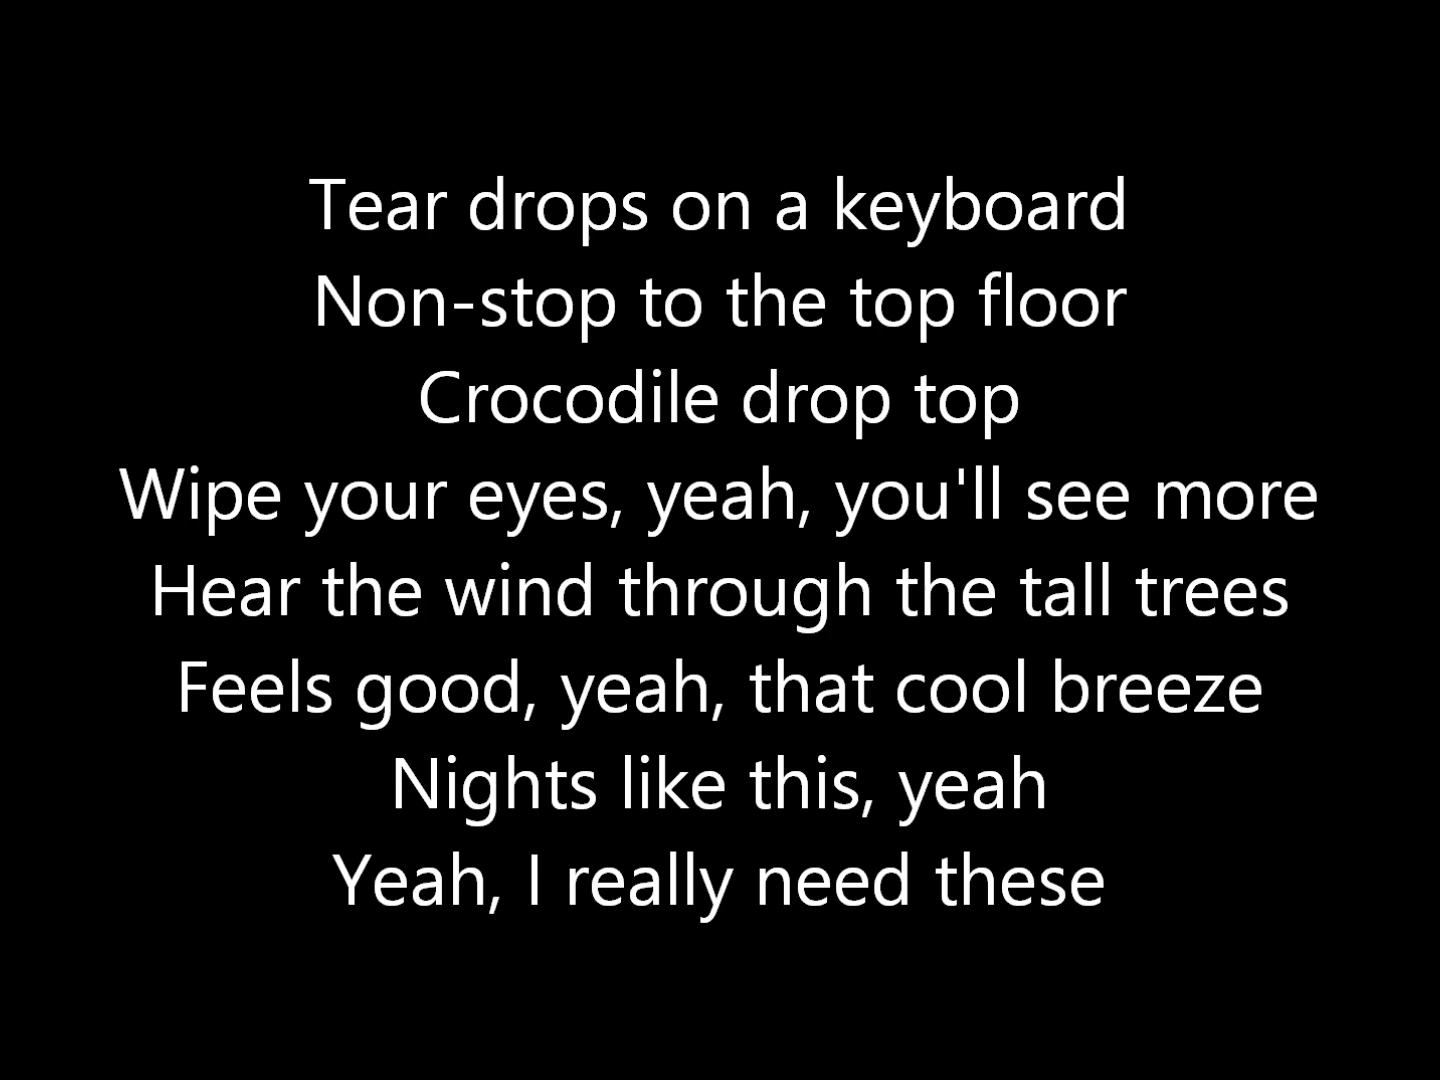 Tear drops on a keyboard
Non-stop to the top floor
Crocodile drop top
Wipe your eyes, yeah, you'll see more
Hear the wind through the tall trees
Feels good, yeah, that cool breeze
Nights like this, yeah
Yeah, I really need these